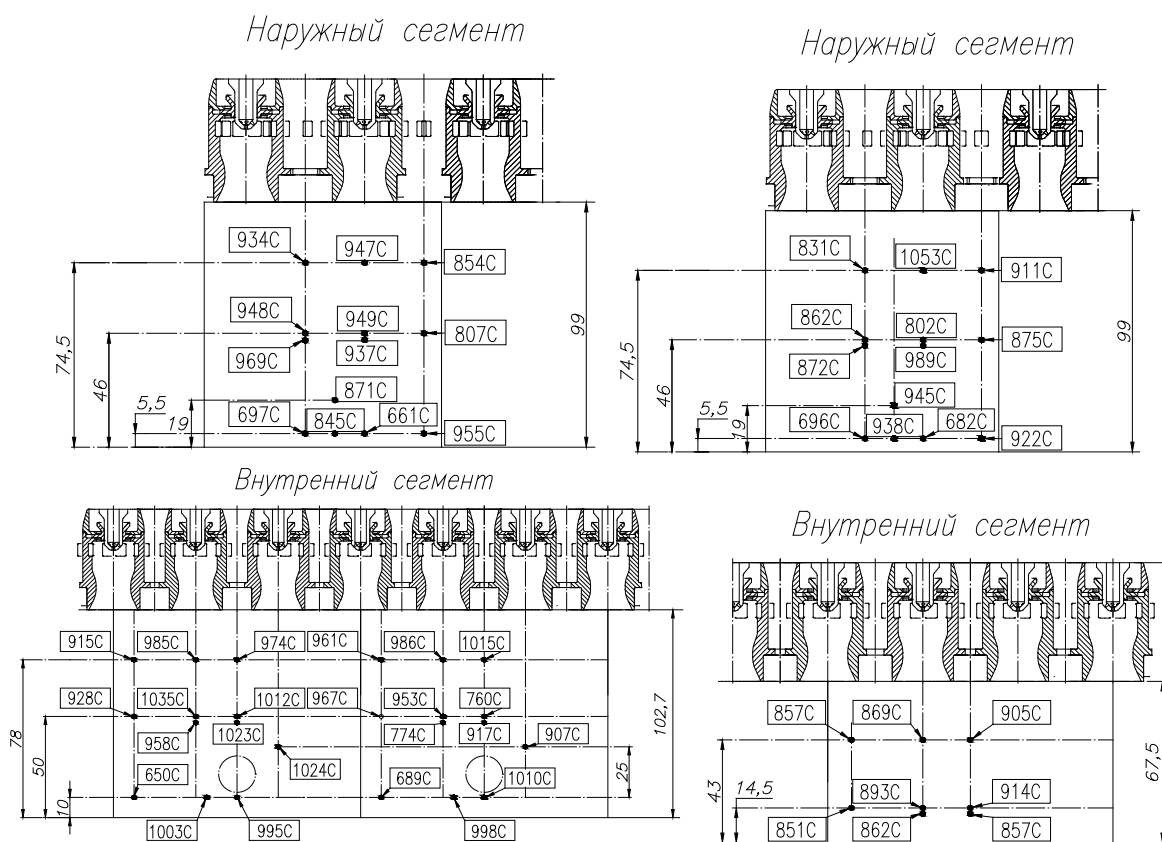 Наружный сегмент
934C 947C 854C
948C 949C 807C
969C 937C
871C
697C 845C 661C 955C
74,5
46
5,5
19
99
Наружный сегмент
831C 1053C 911C
862C 802C 875C
872C 989C
945C
696C 938C 682C 922C
74,5
46
5,5
19
99
Внутренний сегмент
915C 985C 974C 961C 986C 1015C
928C 1035C 1012C 967C 953C 760C
958C 1023C 774C 917C 907C
1024C
650C 689C 1010C
1003C 995C 998C
78
50
10
25
102,7
Внутренний сегмент
857C 869C 905C
893C 914C
851C 862C 857C
43
14,5
67,5